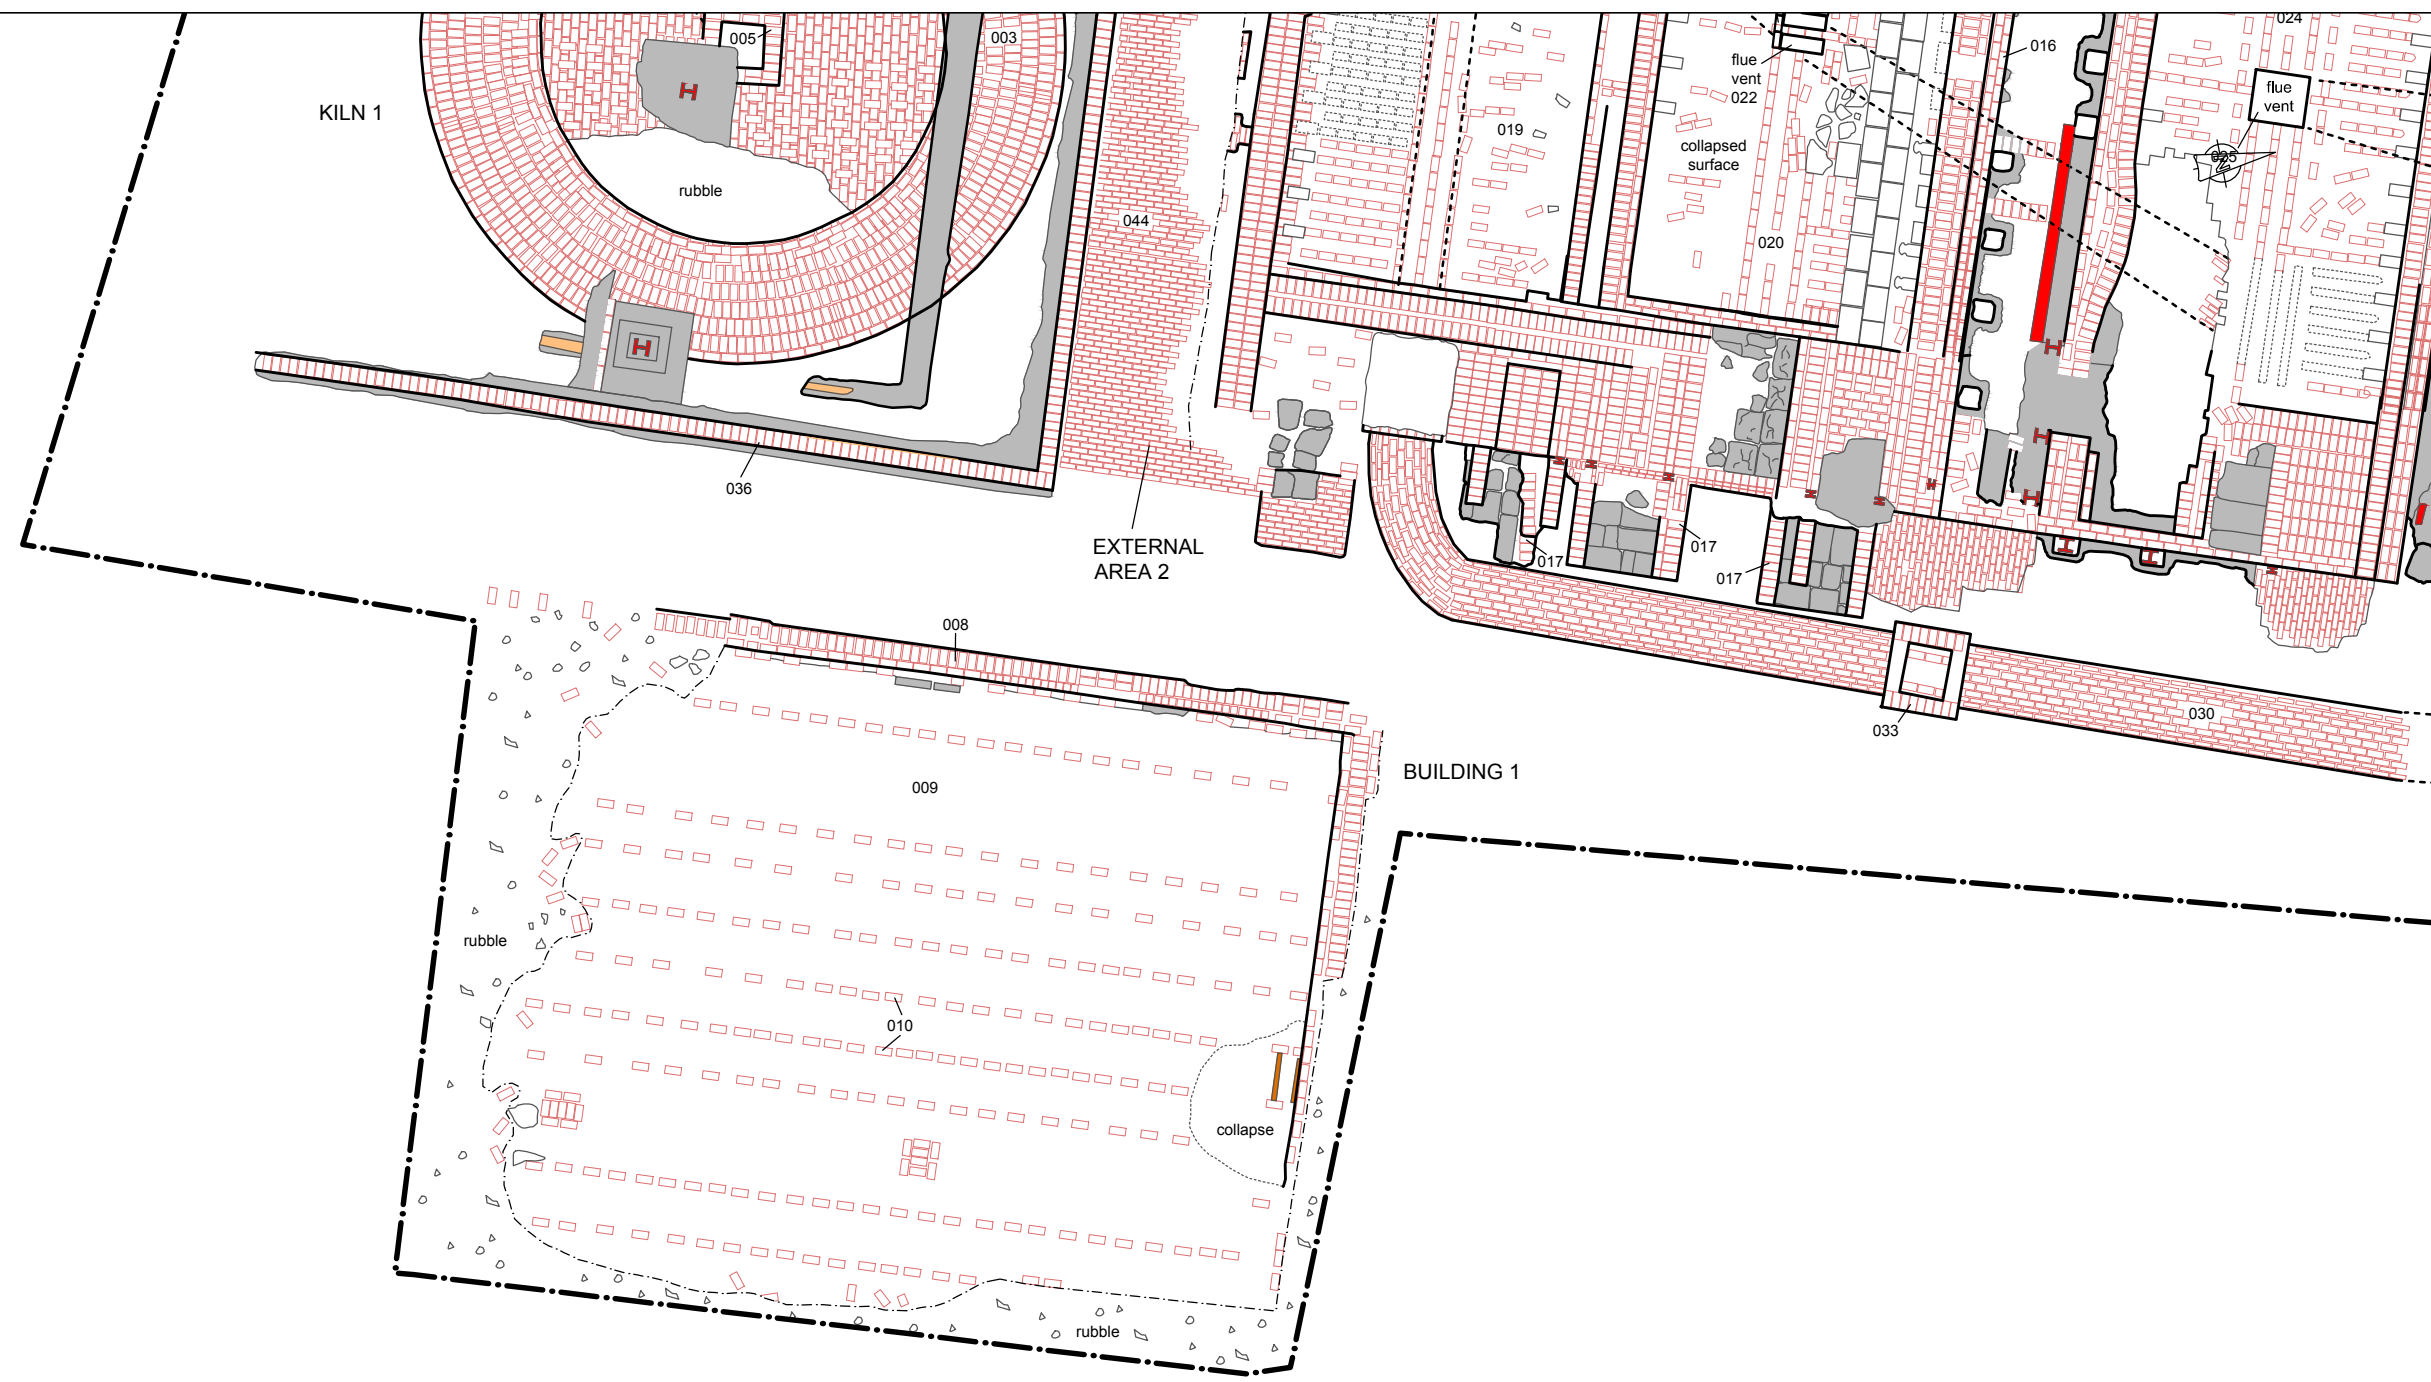 024
005
003
016
flue
vent
022
flue
vent
KILN 1
019
collapsed
surface
025
rubble
044
020
036
EXTERNAL
AREA 2
017
017
017
008
030
033
BUILDING 1
009
rubble
010
collapse
rubble